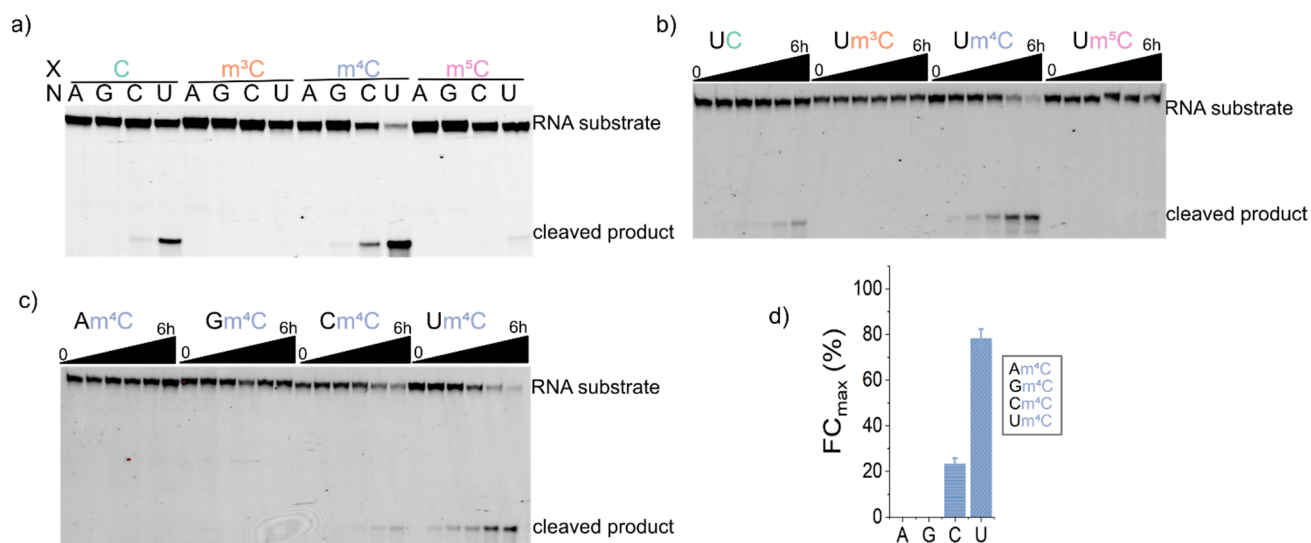 a)
X C m³C m⁴C m⁵C
N A G C U A G C U A G C U A G C U
RNA substrate
cleaved product
b)
UC Um³C Um⁴C Um⁵C
0 6h 0 6h 0 6h 0 6h
RNA substrate
cleaved product
c)
Am⁴C Gm⁴C Cm⁴C Um⁴C
0 6h 0 6h 0 6h 0 6h
RNA substrate
cleaved product
d)
FCmax (%)
100
80
60
40
20
0
A G C U
Am⁴C
Gm⁴C
Cm⁴C
Um⁴C